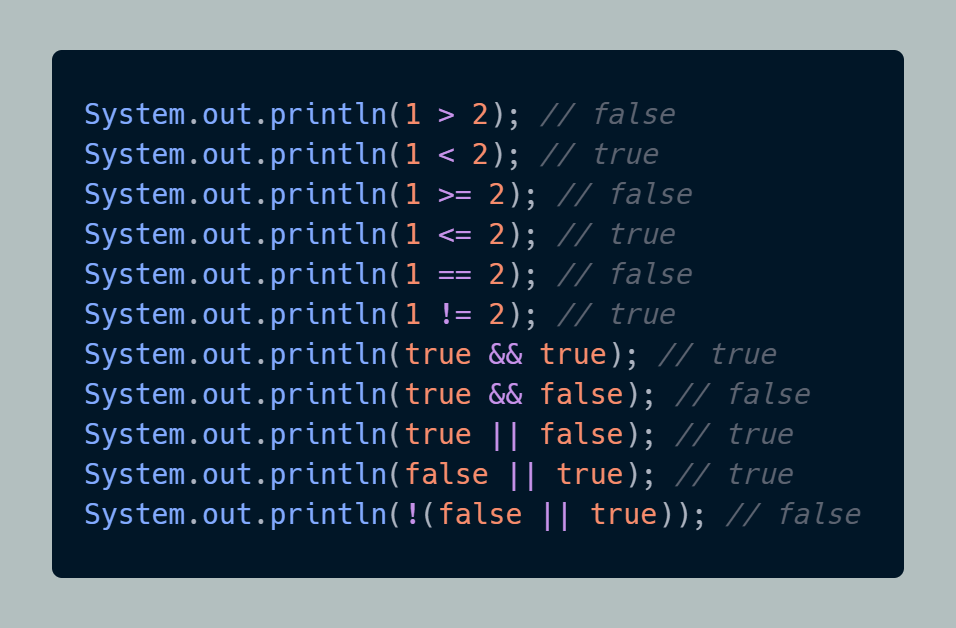 System.out.println(1 > 2); // false
System.out.println(1 < 2); // true
System.out.println(1 >= 2); // false
System.out.println(1 <= 2); // true
System.out.println(1 == 2); // false
System.out.println(1 != 2); // true
System.out.println(true && true); // true
System.out.println(true && false); // false
System.out.println(true || false); // true
System.out.println(false || true); // true
System.out.println(!(false || true)); // false